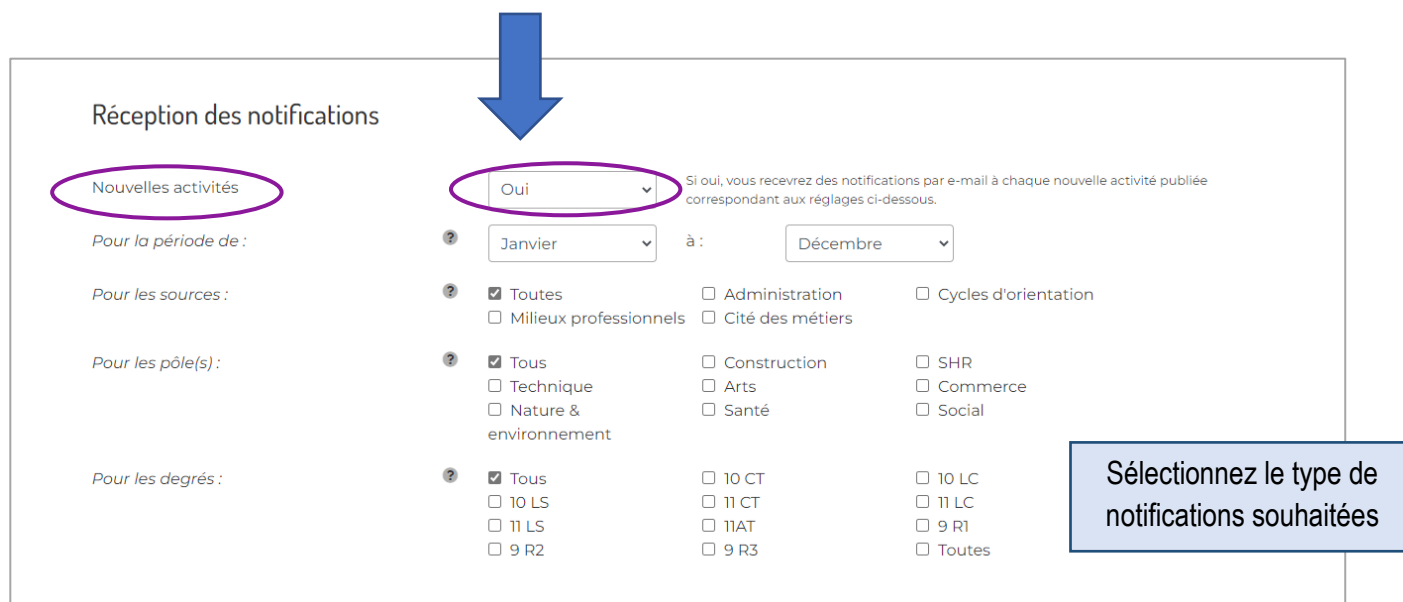 Réception des notifications
Nouvelles activités
Oui
Si oui, vous recevrez des notifications par e-mail à chaque nouvelle activité publiée
correspondant aux réglages ci-dessous.
Pour la période de :
?
Janvier
à :
Décembre
Pour les sources :
?
Toutes
Administration
Cycles d'orientation
Milieux professionnels
Cité des métiers
Pour les pôle(s) :
?
Tous
Construction
SHR
Technique
Arts
Commerce
Nature &
environnement
Santé
Social
Pour les degrés :
?
Tous
10 CT
10 LC
10 LS
11 CT
11 LC
11 LS
11AT
9 R1
9 R2
9 R3
Toutes
Sélectionnez le type de
notifications souhaitées